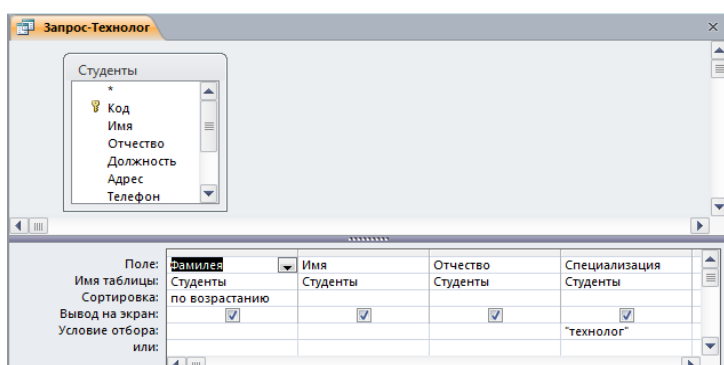 Запрос-Технолог
Студенты
*
Код
Имя
Отчество
Должность
Адрес
Телефон
Поле: Фамилея Имя Отчество Специализация
Имя таблицы: Студенты Студенты Студенты Студенты
Сортировка: по возрастанию
Вывод на экран:
Условие отбора: "технолог"
или: